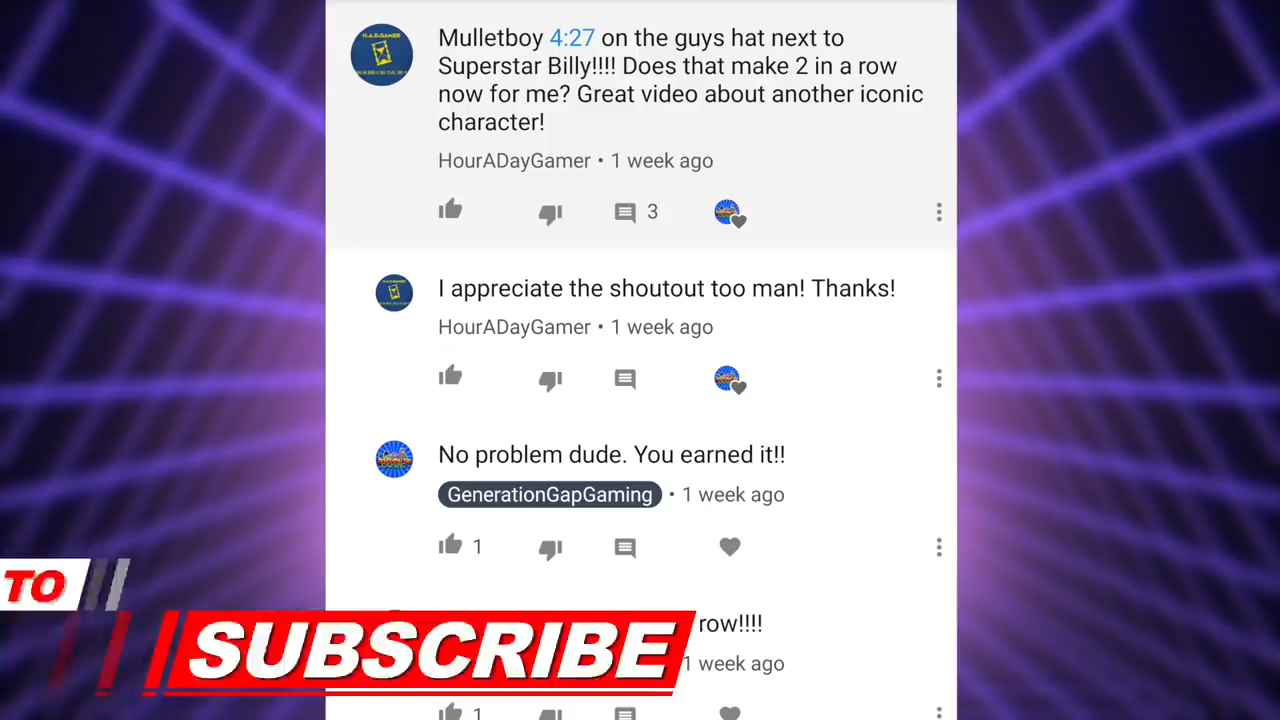 H.A.D.GAMER
Mulletboy 4:27 on the guys hat next to
Superstar Billy!!!! Does that make 2 in a row
now for me? Great video about another iconic
character!
HourADayGamer • 1 week ago
3
I appreciate the shoutout too man! Thanks!
HourADayGamer • 1 week ago
No problem dude. You earned it!!
GenerationGapGaming • 1 week ago
1
row!!!!
1 week ago
1
TO
SUBSCRIBE